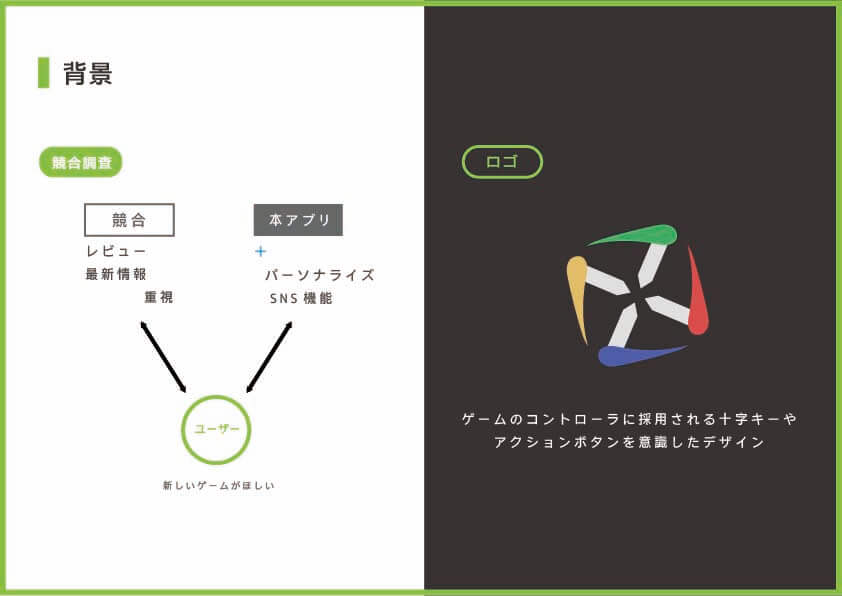 背景
競合調査
競合
レビュー
最新情報
重視
本アプリ
+
パーソナライズ
SNS 機能
ユーザー
新しいゲームがほしい
ロゴ
ゲームのコントローラに採用される十字キーや
アクションボタンを意識したデザイン